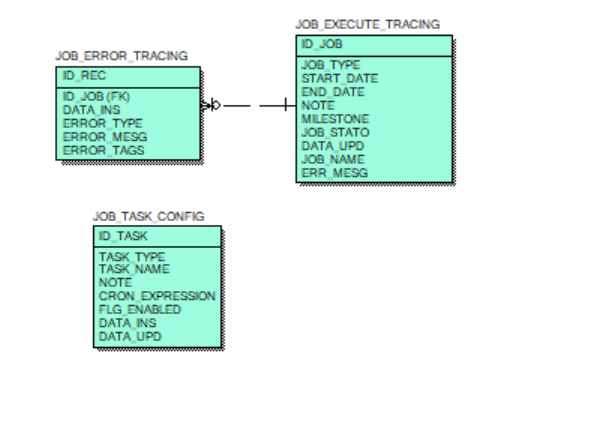 JOB_ERROR_TRACING
ID_REC
ID_JOB (FK)
DATA_INS
ERROR_TYPE
ERROR_MESG
ERROR_TAGS
JOB_EXECUTE_TRACING
ID_JOB
JOB_TYPE
START_DATE
END_DATE
NOTE
MILESTONE
JOB_STATO
DATA_UPD
JOB_NAME
ERR_MESG
JOB_TASK_CONFIG
ID_TASK
TASK_TYPE
TASK_NAME
NOTE
CRON_EXPRESSION
FLG_ENABLED
DATA_INS
DATA_UPD